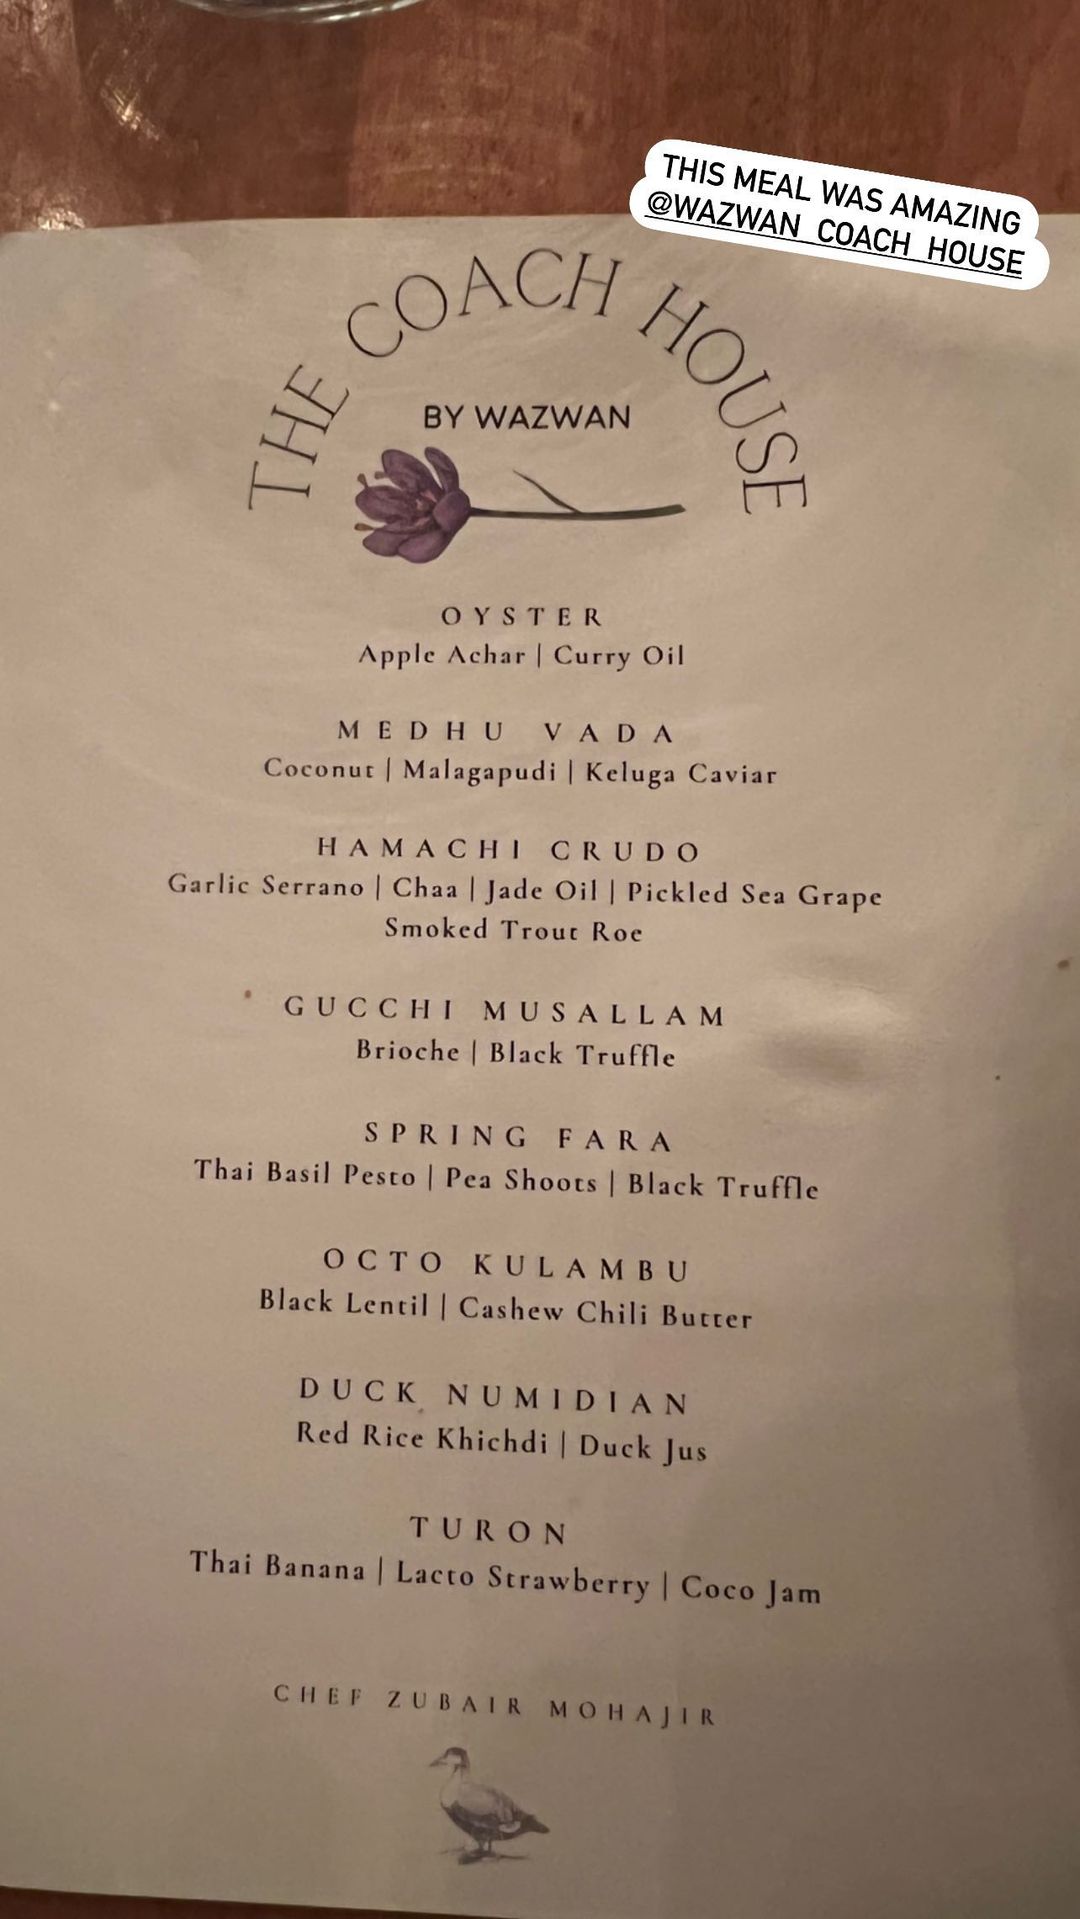 THIS MEAL WAS AMAZING
@WAZWAN_COACH_HOUSE
THE COACH HOUSE
BY WAZWAN
OYSTER
Apple Achar | Curry Oil
MEDHU VADA
Coconut | Malagapudi | Keluga Caviar
HAMACHI CRUDO
Garlic Serrano | Chaa | Jade Oil | Pickled Sea Grape
Smoked Trout Roe
GUCCHI MUSALLAM
Brioche | Black Truffle
SPRING FARA
Thai Basil Pesto | Pea Shoots | Black Truffle
OCTO KULAMBU
Black Lentil | Cashew Chili Butter
DUCK NUMIDIAN
Red Rice Khichdi | Duck Jus
TURON
Thai Banana | Lacto Strawberry | Coco Jam
CHEF ZUBAIR MOHAJIR